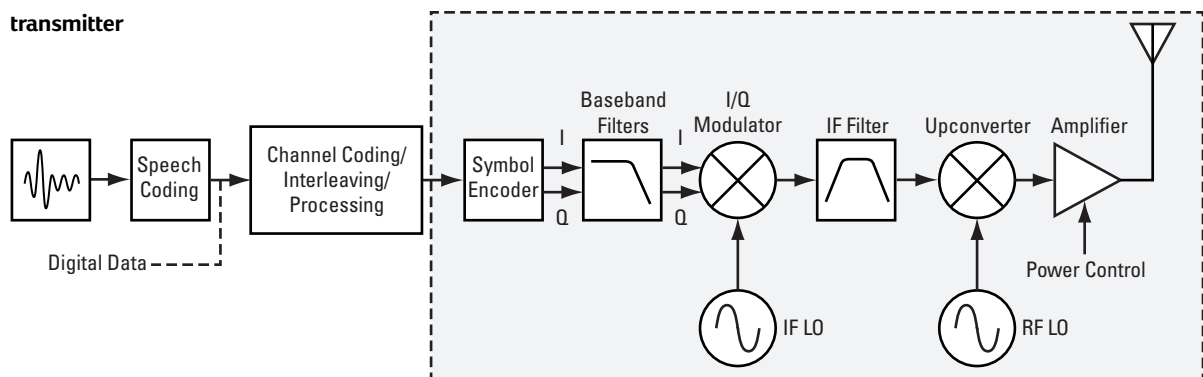 transmitter
Speech
Coding
Digital Data
Channel Coding/
Interleaving/
Processing
Symbol
Encoder
I
Q
Baseband
Filters
I
Q
I/Q
Modulator
IF LO
IF Filter
Upconverter
RF LO
Amplifier
Power Control